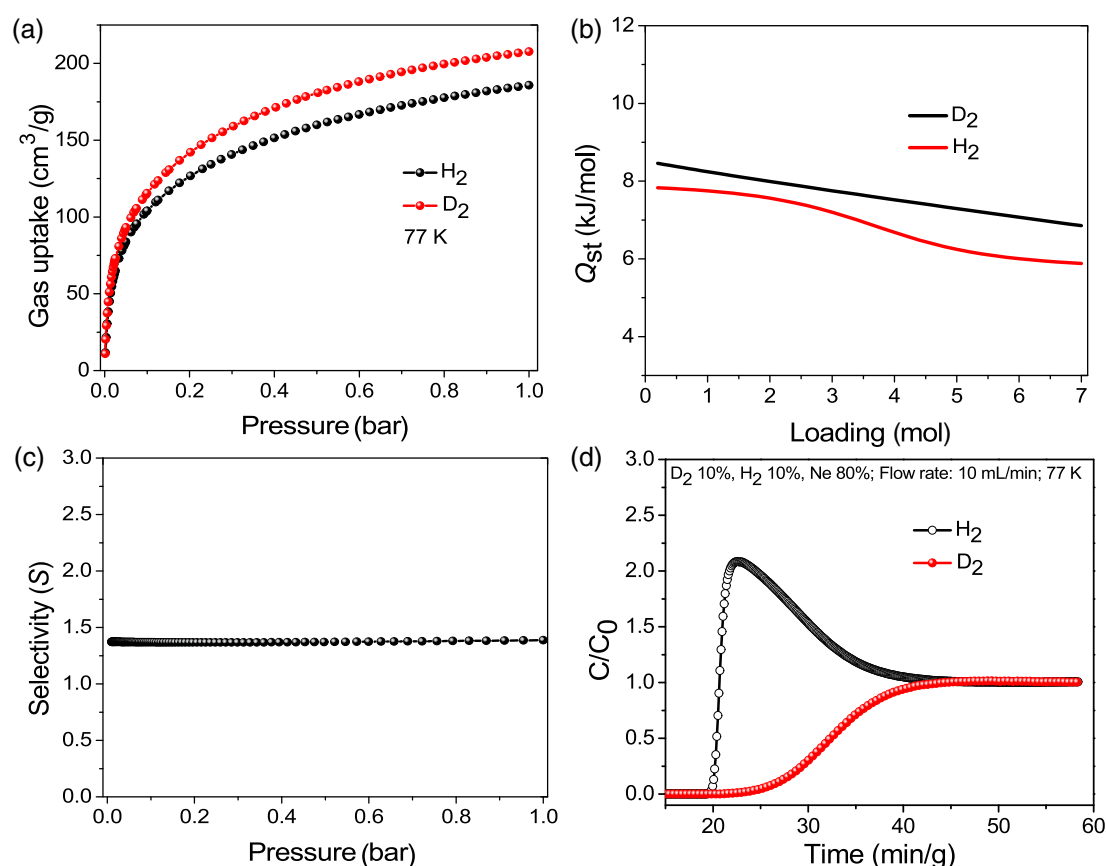 (a)
Gas uptake (cm³/g)
200
150
100
50
0
H₂
D₂
77 K
0.0 0.2 0.4 0.6 0.8 1.0
Pressure (bar)
(b)
Qst (kJ/mol)
12
10
8
6
4
D₂
H₂
0 1 2 3 4 5 6 7
Loading (mol)
(c)
Selectivity (S)
3.0
2.5
2.0
1.5
1.0
0.5
0.0
0.0 0.2 0.4 0.6 0.8 1.0
Pressure (bar)
(d)
C/C₀
3.0
2.5
2.0
1.5
1.0
0.5
0.0
D₂ 10%, H₂ 10%, Ne 80%; Flow rate: 10 mL/min; 77 K
H₂
D₂
20 30 40 50 60
Time (min/g)